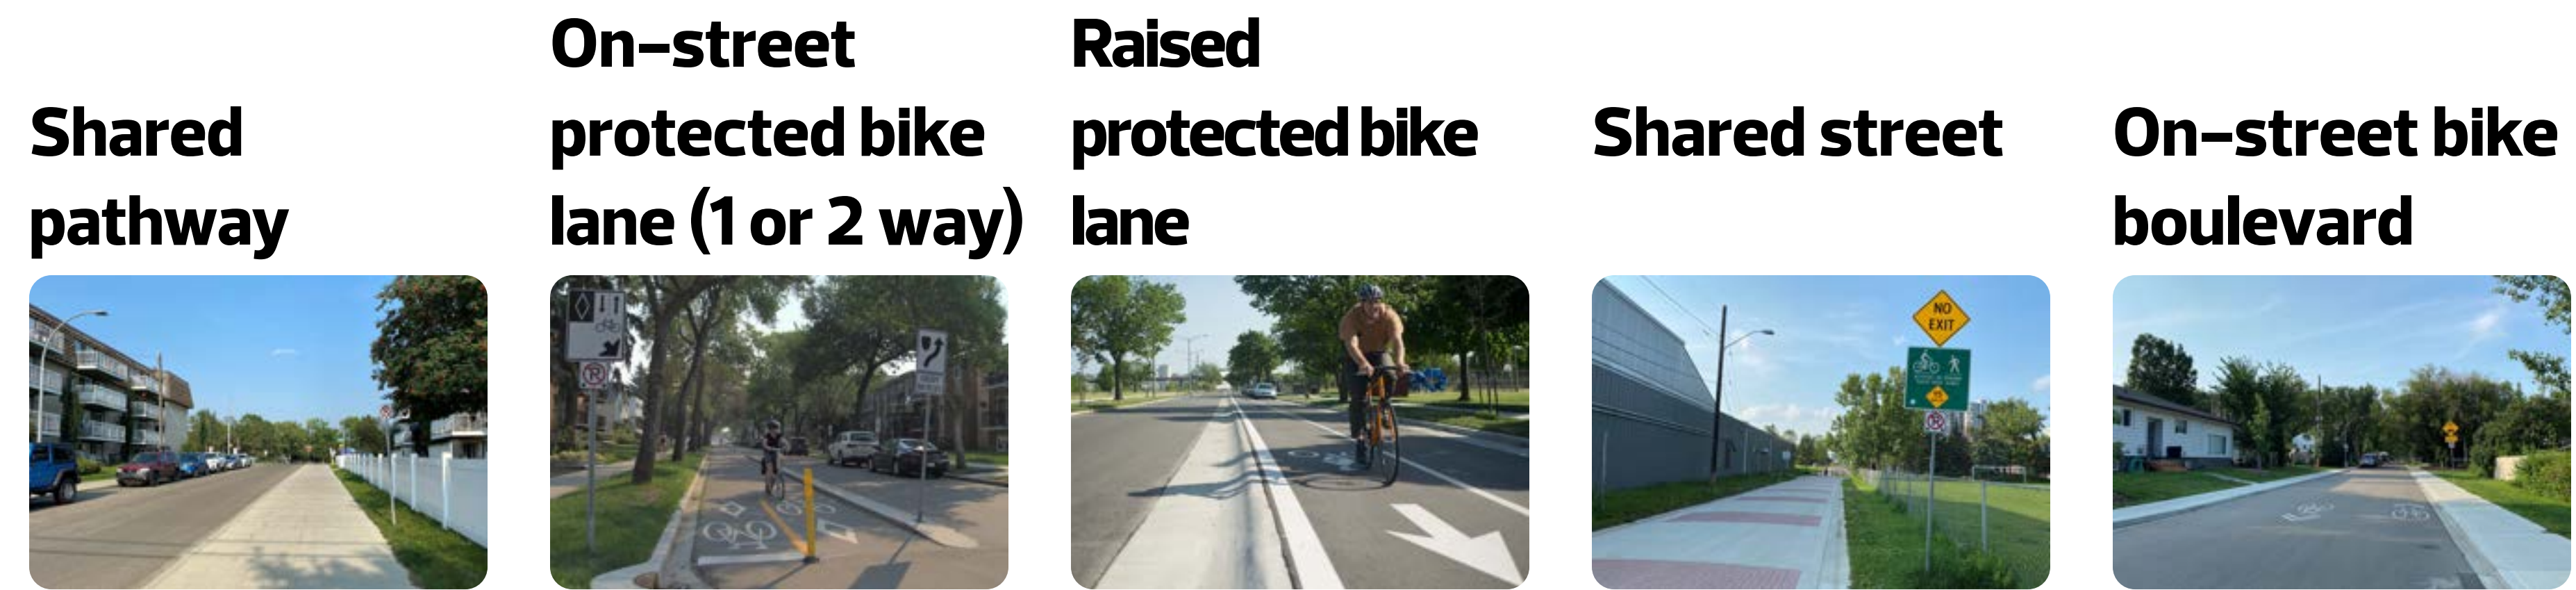 Shared
pathway
On-street
protected bike
lane (1 or 2 way)
Raised
protected bike
lane
Shared street
On-street bike
boulevard
NO
EXIT